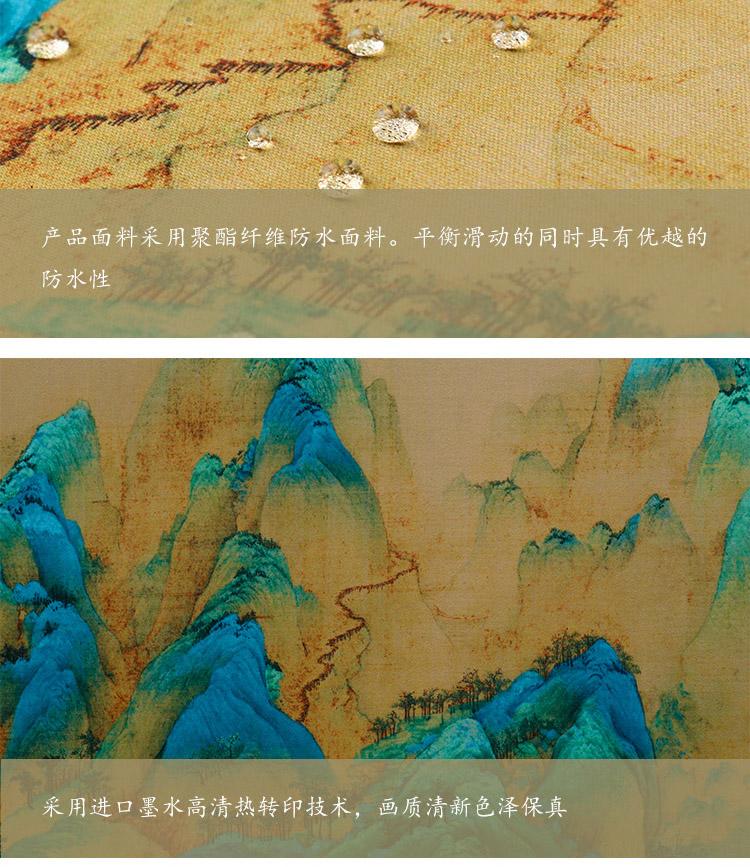 产品面料采用聚酯纤维防水面料。平衡滑动的同时具有优越的
防水性
采用进口墨水高清热转印技术，画质清新色泽保真